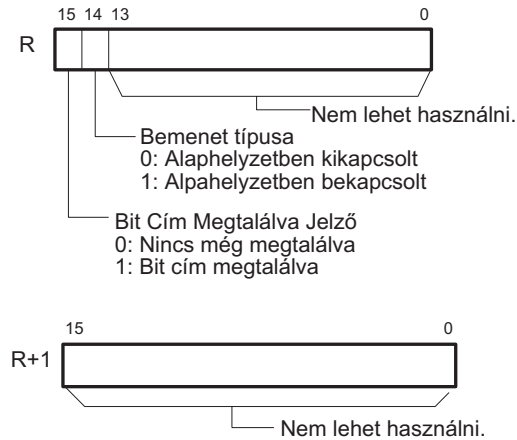 15 14 13 0
R
Nem lehet használni.
Bemenet típusa
0: Alaphelyzetben kikapcsolt
1: Alpahelyzetben bekapcsolt
Bit Cím Megtalálva Jelző
0: Nincs még megtalálva
1: Bit cím megtalálva
15 0
R+1
Nem lehet használni.